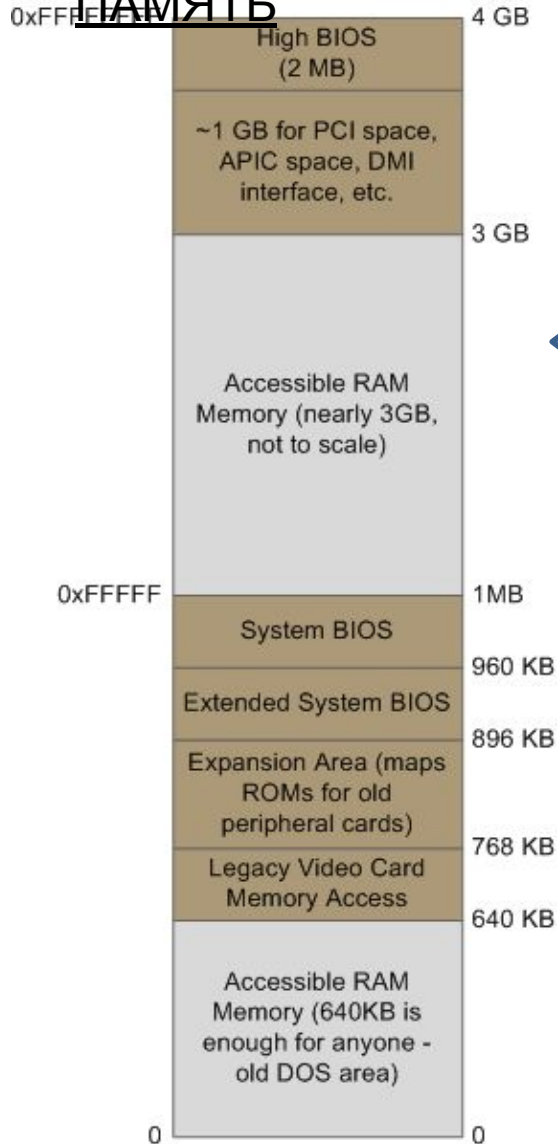 ПАМЯТЬ
0xFFFFFFFF
4 GB
High BIOS
(2 MB)
~1 GB for PCI space,
APIC space, DMI
interface, etc.
3 GB
Accessible RAM
Memory (nearly 3GB,
not to scale)
0xFFFFF
1MB
System BIOS
960 KB
Extended System BIOS
896 KB
Expansion Area (maps
ROMs for old
peripheral cards)
768 KB
Legacy Video Card
Memory Access
640 KB
Accessible RAM
Memory (640KB is
enough for anyone -
old DOS area)
0
0